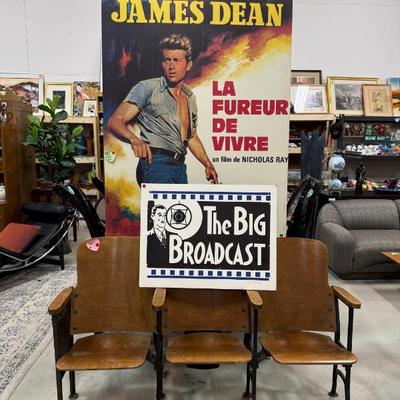 JAMES DEAN
LA
FUREUR
DE
VIVRE
un film de NICHOLAS RAY
The Big
Broadcast